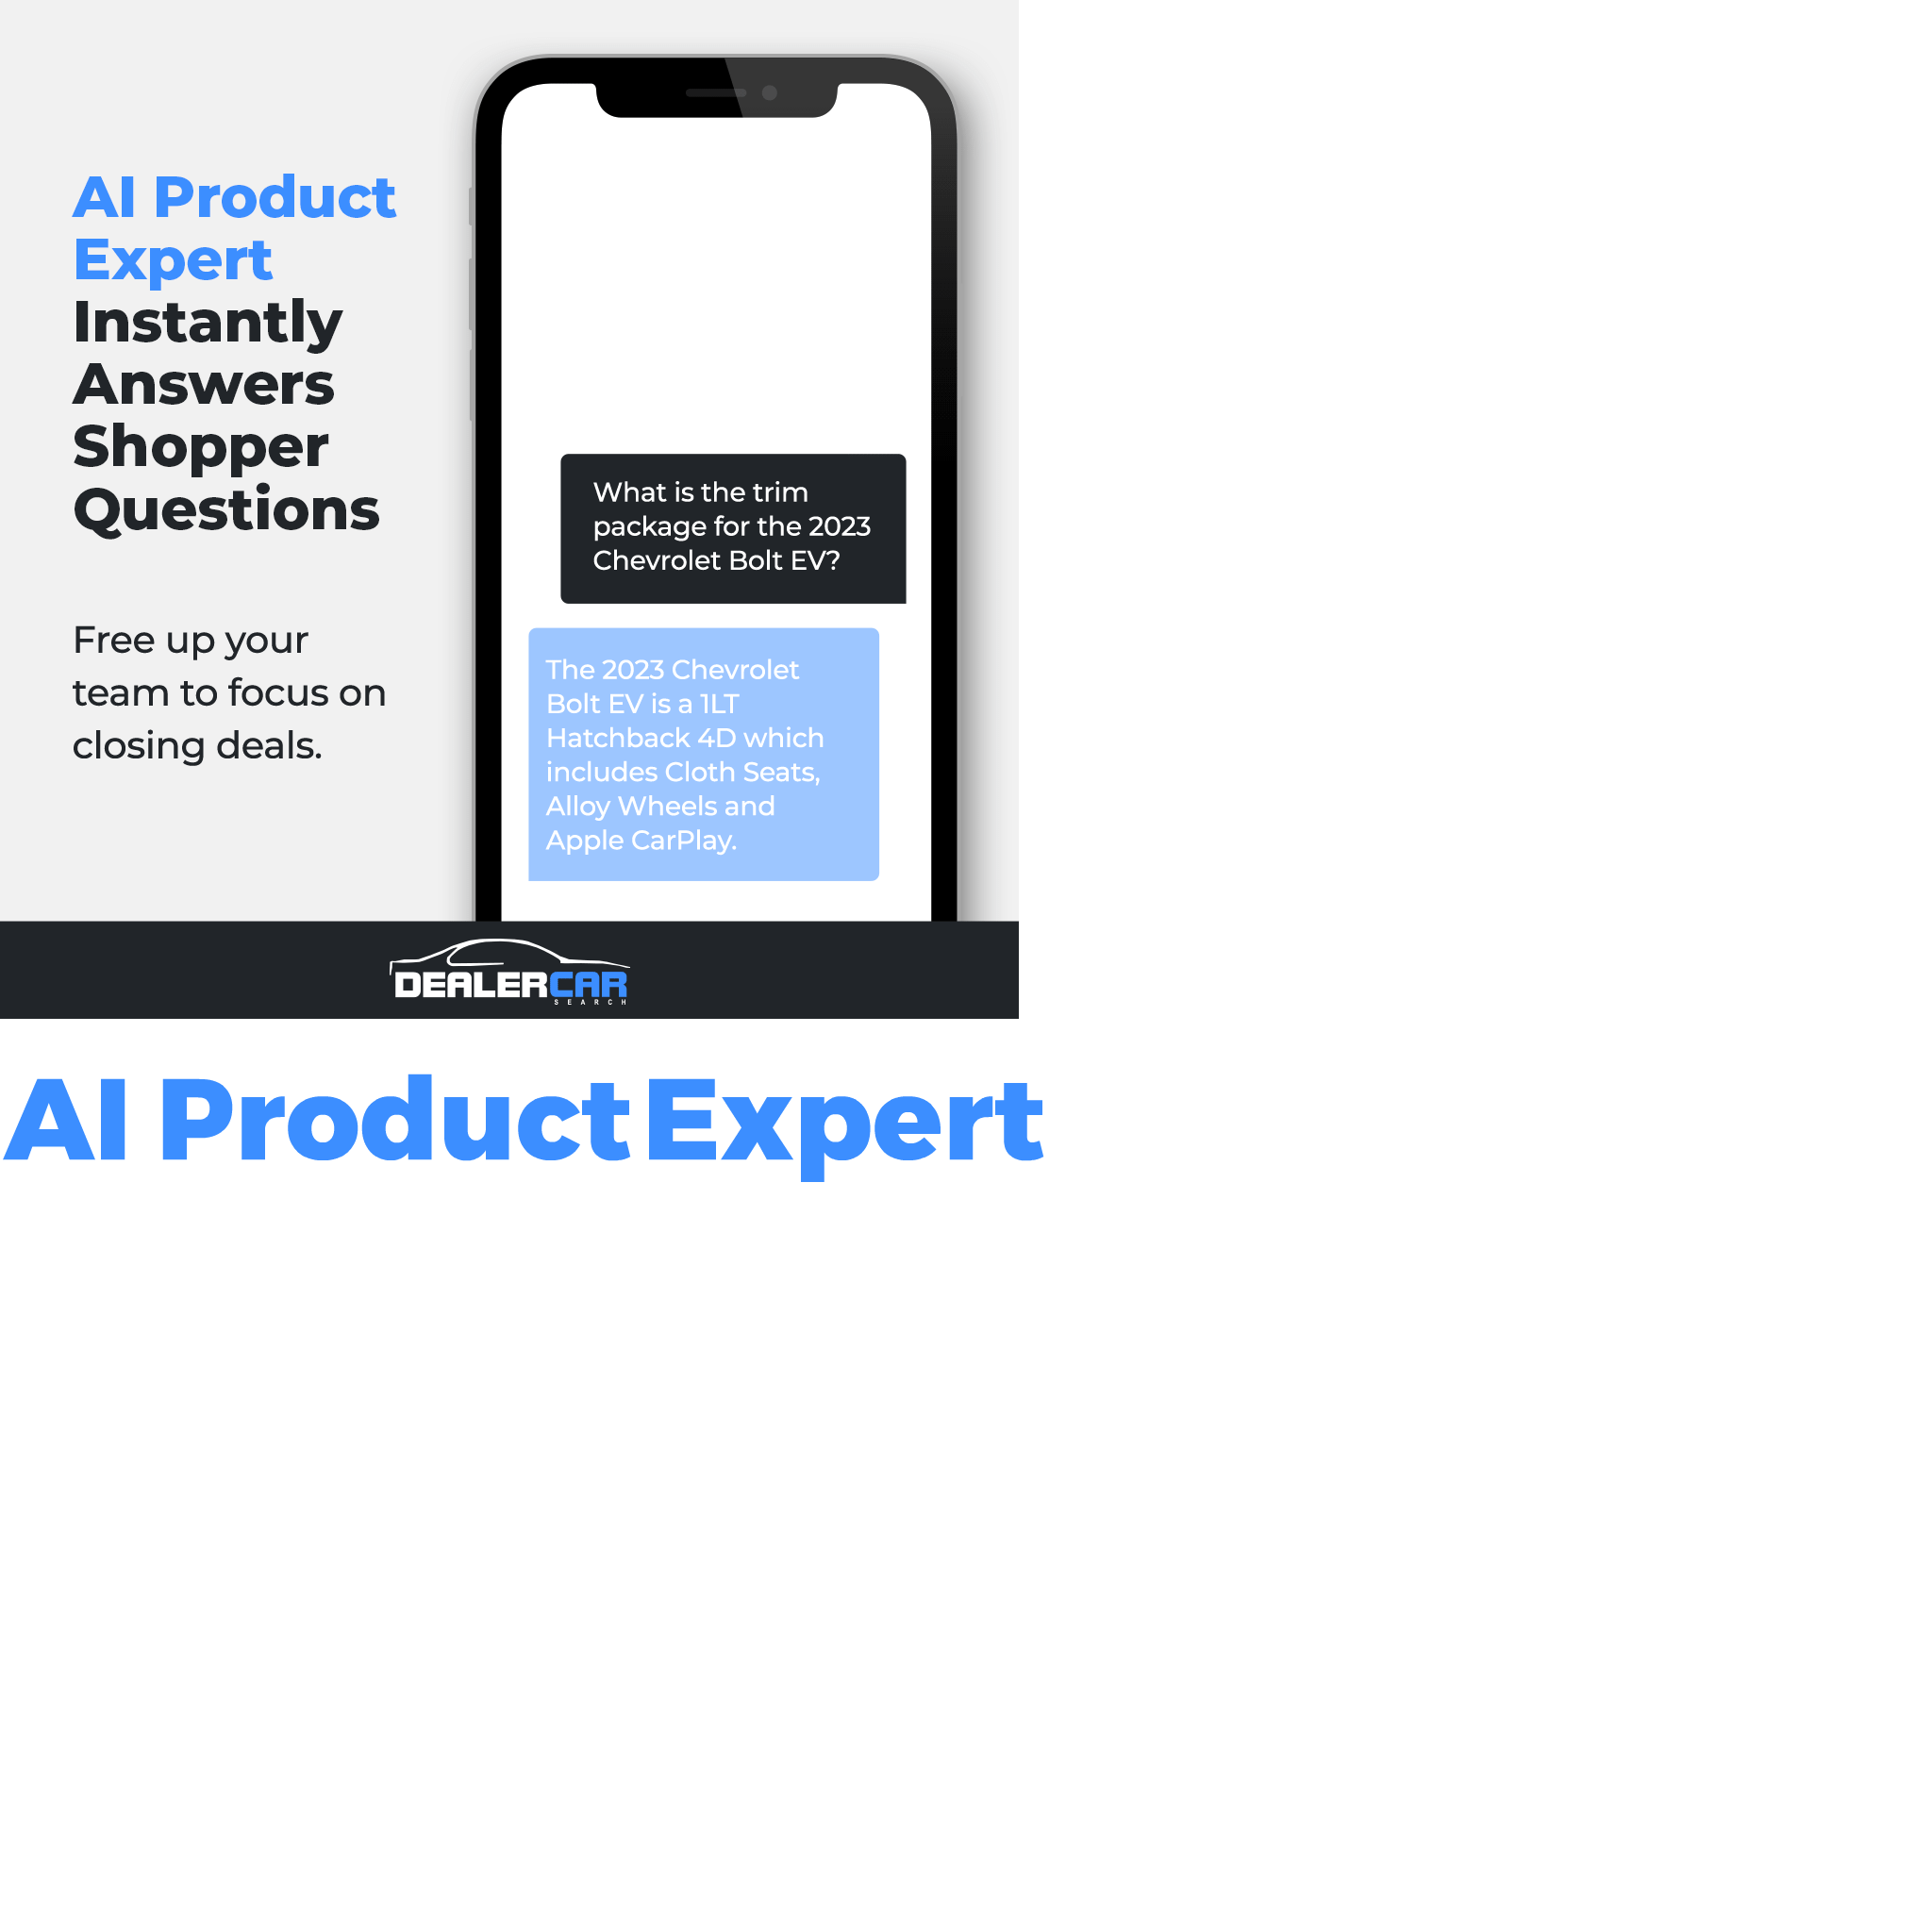 AI Product
Expert
Instantly
Answers
Shopper
Questions
Free up your
team to focus on
closing deals.
What is the trim
package for the 2023
Chevrolet Bolt EV?
The 2023 Chevrolet
Bolt EV is a 1LT
Hatchback 4D which
includes Cloth Seats,
Alloy Wheels and
Apple CarPlay.
DEALERCAR
SEARCH
AI Product Expert